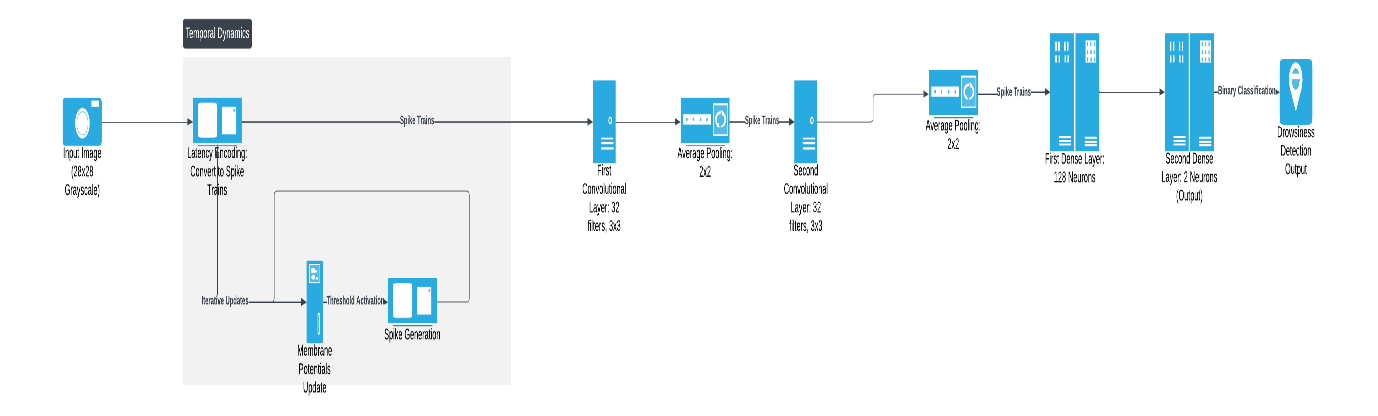 Temporal Dynamics
Input Image
(28x28
Grayscale)
Latency Encoding:
Convert to Spike
Trains
Spike Trains
Iterative Updates
Membrane
Potentials
Update
Threshold Activation
Spike Generation
First
Convolutional
Layer: 32
filters, 3x3
Average Pooling:
2x2
Spike Trains
Second
Convolutional
Layer: 32
filters, 3x3
Average Pooling:
2x2
Spike Trains
First Dense Layer:
128 Neurons
Second Dense
Layer: 2 Neurons
(Output)
Binary Classification
Drowsiness
Detection
Output